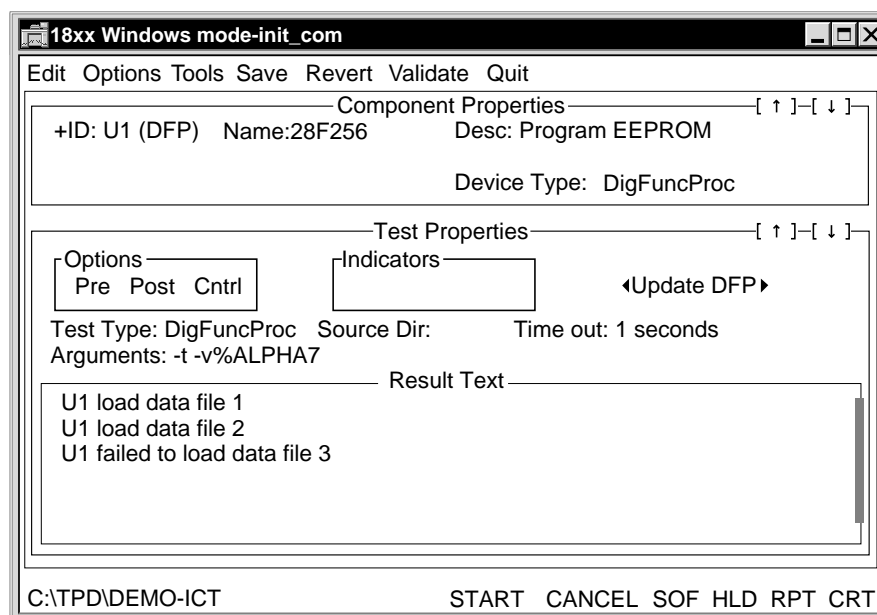 18xx Windows mode-init_com
Edit Options Tools Save Revert Validate Quit
Component Properties [ ↑ ] [ ↓ ]
+ID: U1 (DFP) Name:28F256 Desc: Program EEPROM
Device Type: DigFuncProc
Test Properties [ ↑ ] [ ↓ ]
Options Indicators
Pre Post Cntrl Update DFP
Test Type: DigFuncProc Source Dir: Time out: 1 seconds
Arguments: -t -v%ALPHA7
Result Text
U1 load data file 1
U1 load data file 2
U1 failed to load data file 3
C:\TPD\DEMO-ICT START CANCEL SOF HLD RPT CRT